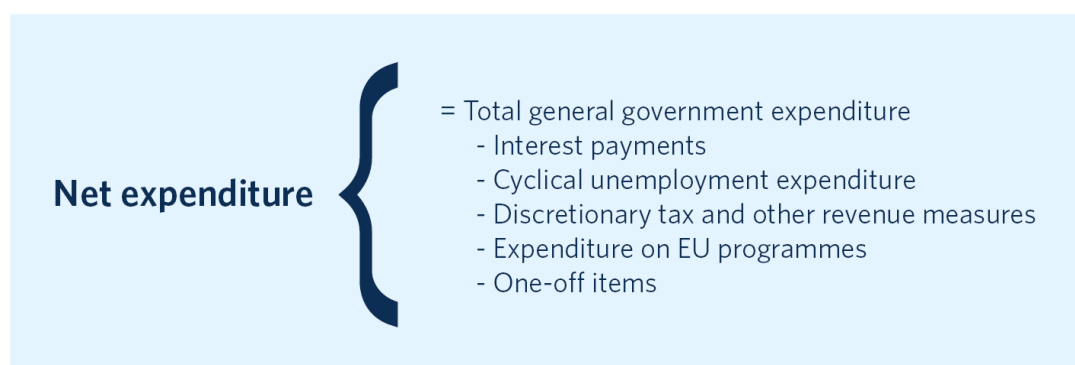 Net expenditure
= Total general government expenditure
- Interest payments
- Cyclical unemployment expenditure
- Discretionary tax and other revenue measures
- Expenditure on EU programmes
- One-off items